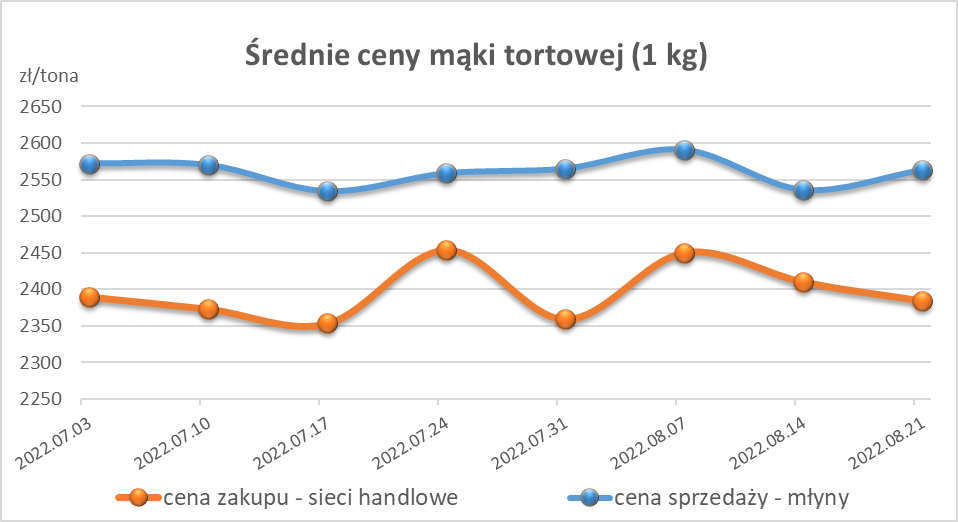 Średnie ceny mąki tortowej (1 kg)
zł/tona
2650
2600
2550
2500
2450
2400
2350
2300
2250
2022.07.03 2022.07.10 2022.07.17 2022.07.24 2022.07.31 2022.08.07 2022.08.14 2022.08.21
cena zakupu - sieci handlowe cena sprzedaży - młyny